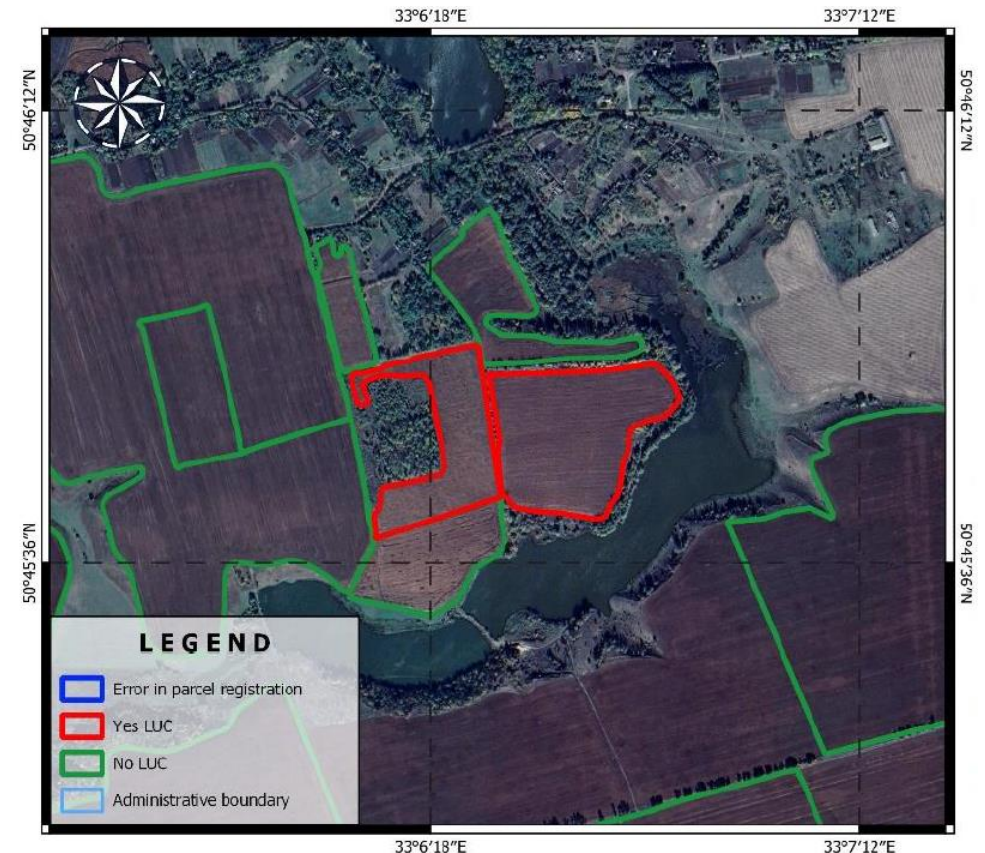 33°6'18"E 33°7'12"E
50°46'12"N 50°46'12"N
50°45'36"N 50°45'36"N
LEGEND
Error in parcel registration
Yes LUC
No LUC
Administrative boundary
33°6'18"E 33°7'12"E